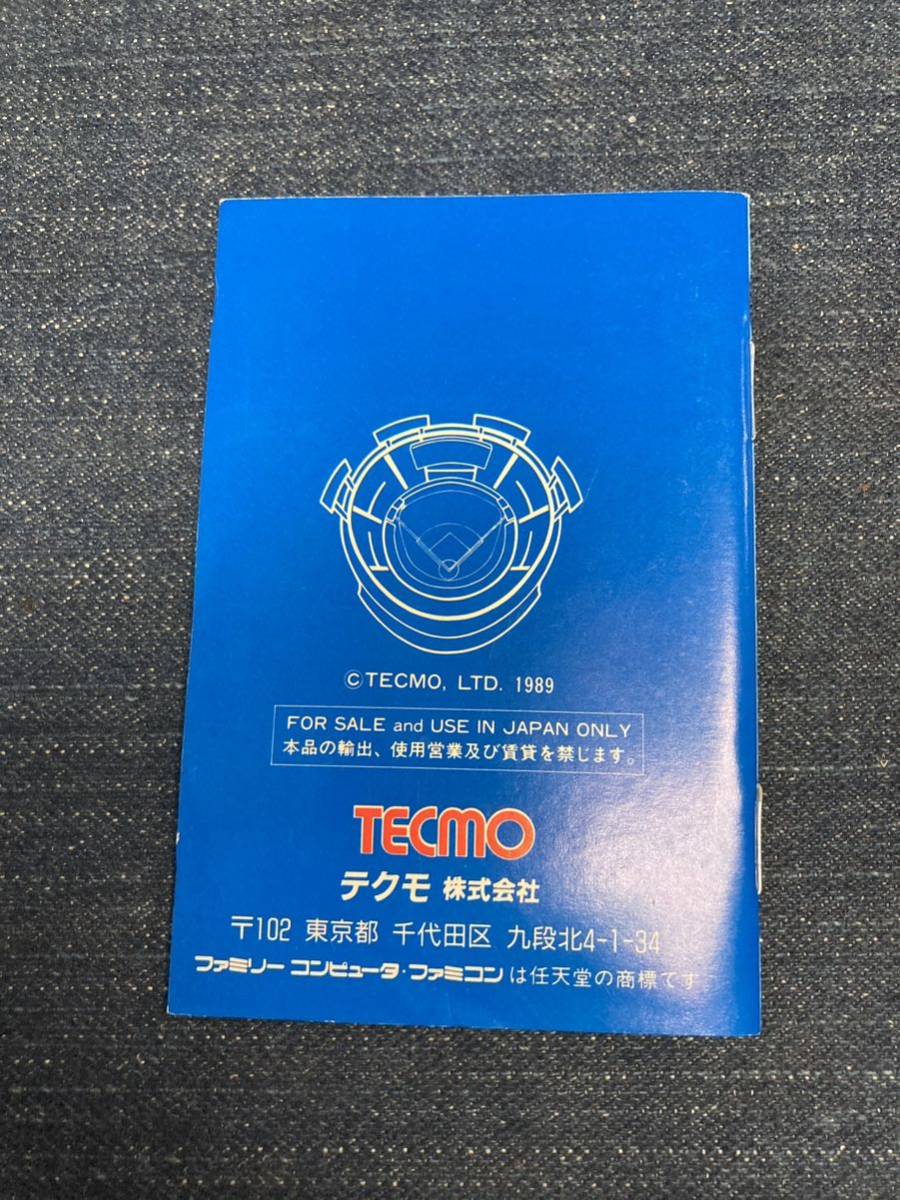 ©TECMO, LTD. 1989
FOR SALE and USE IN JAPAN ONLY
本品の輸出、使用営業及び賃貸を禁じます。
TECMO
テクモ 株式会社
〒102 東京都 千代田区 九段北4-1-34
ファミリー コンピュータ・ファミコン は任天堂の商標です